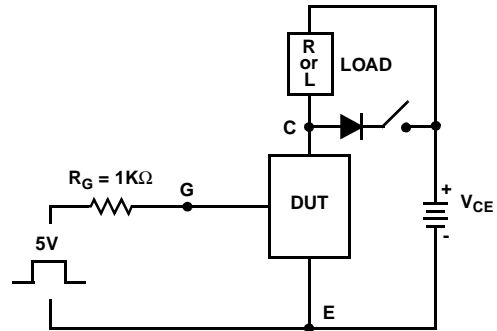 R
or
L
LOAD
C
R_G = 1KΩ
G
DUT
+
V_CE
-
5V
E